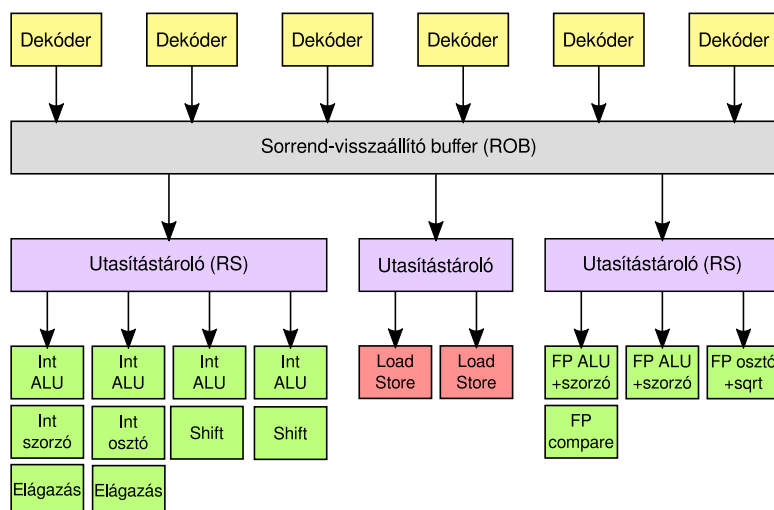 Dekóder
Dekóder
Dekóder
Dekóder
Dekóder
Dekóder
Sorrend-visszaállító buffer (ROB)
Utasítástároló (RS)
Utasítástároló
Utasítástároló (RS)
Int
ALU
Int
ALU
Int
ALU
Int
ALU
Load
Store
Load
Store
FP ALU
+szorzó
FP ALU
+szorzó
FP osztó
+sqrt
Int
szorzó
Int
osztó
Shift
Shift
FP
compare
Elágazás
Elágazás